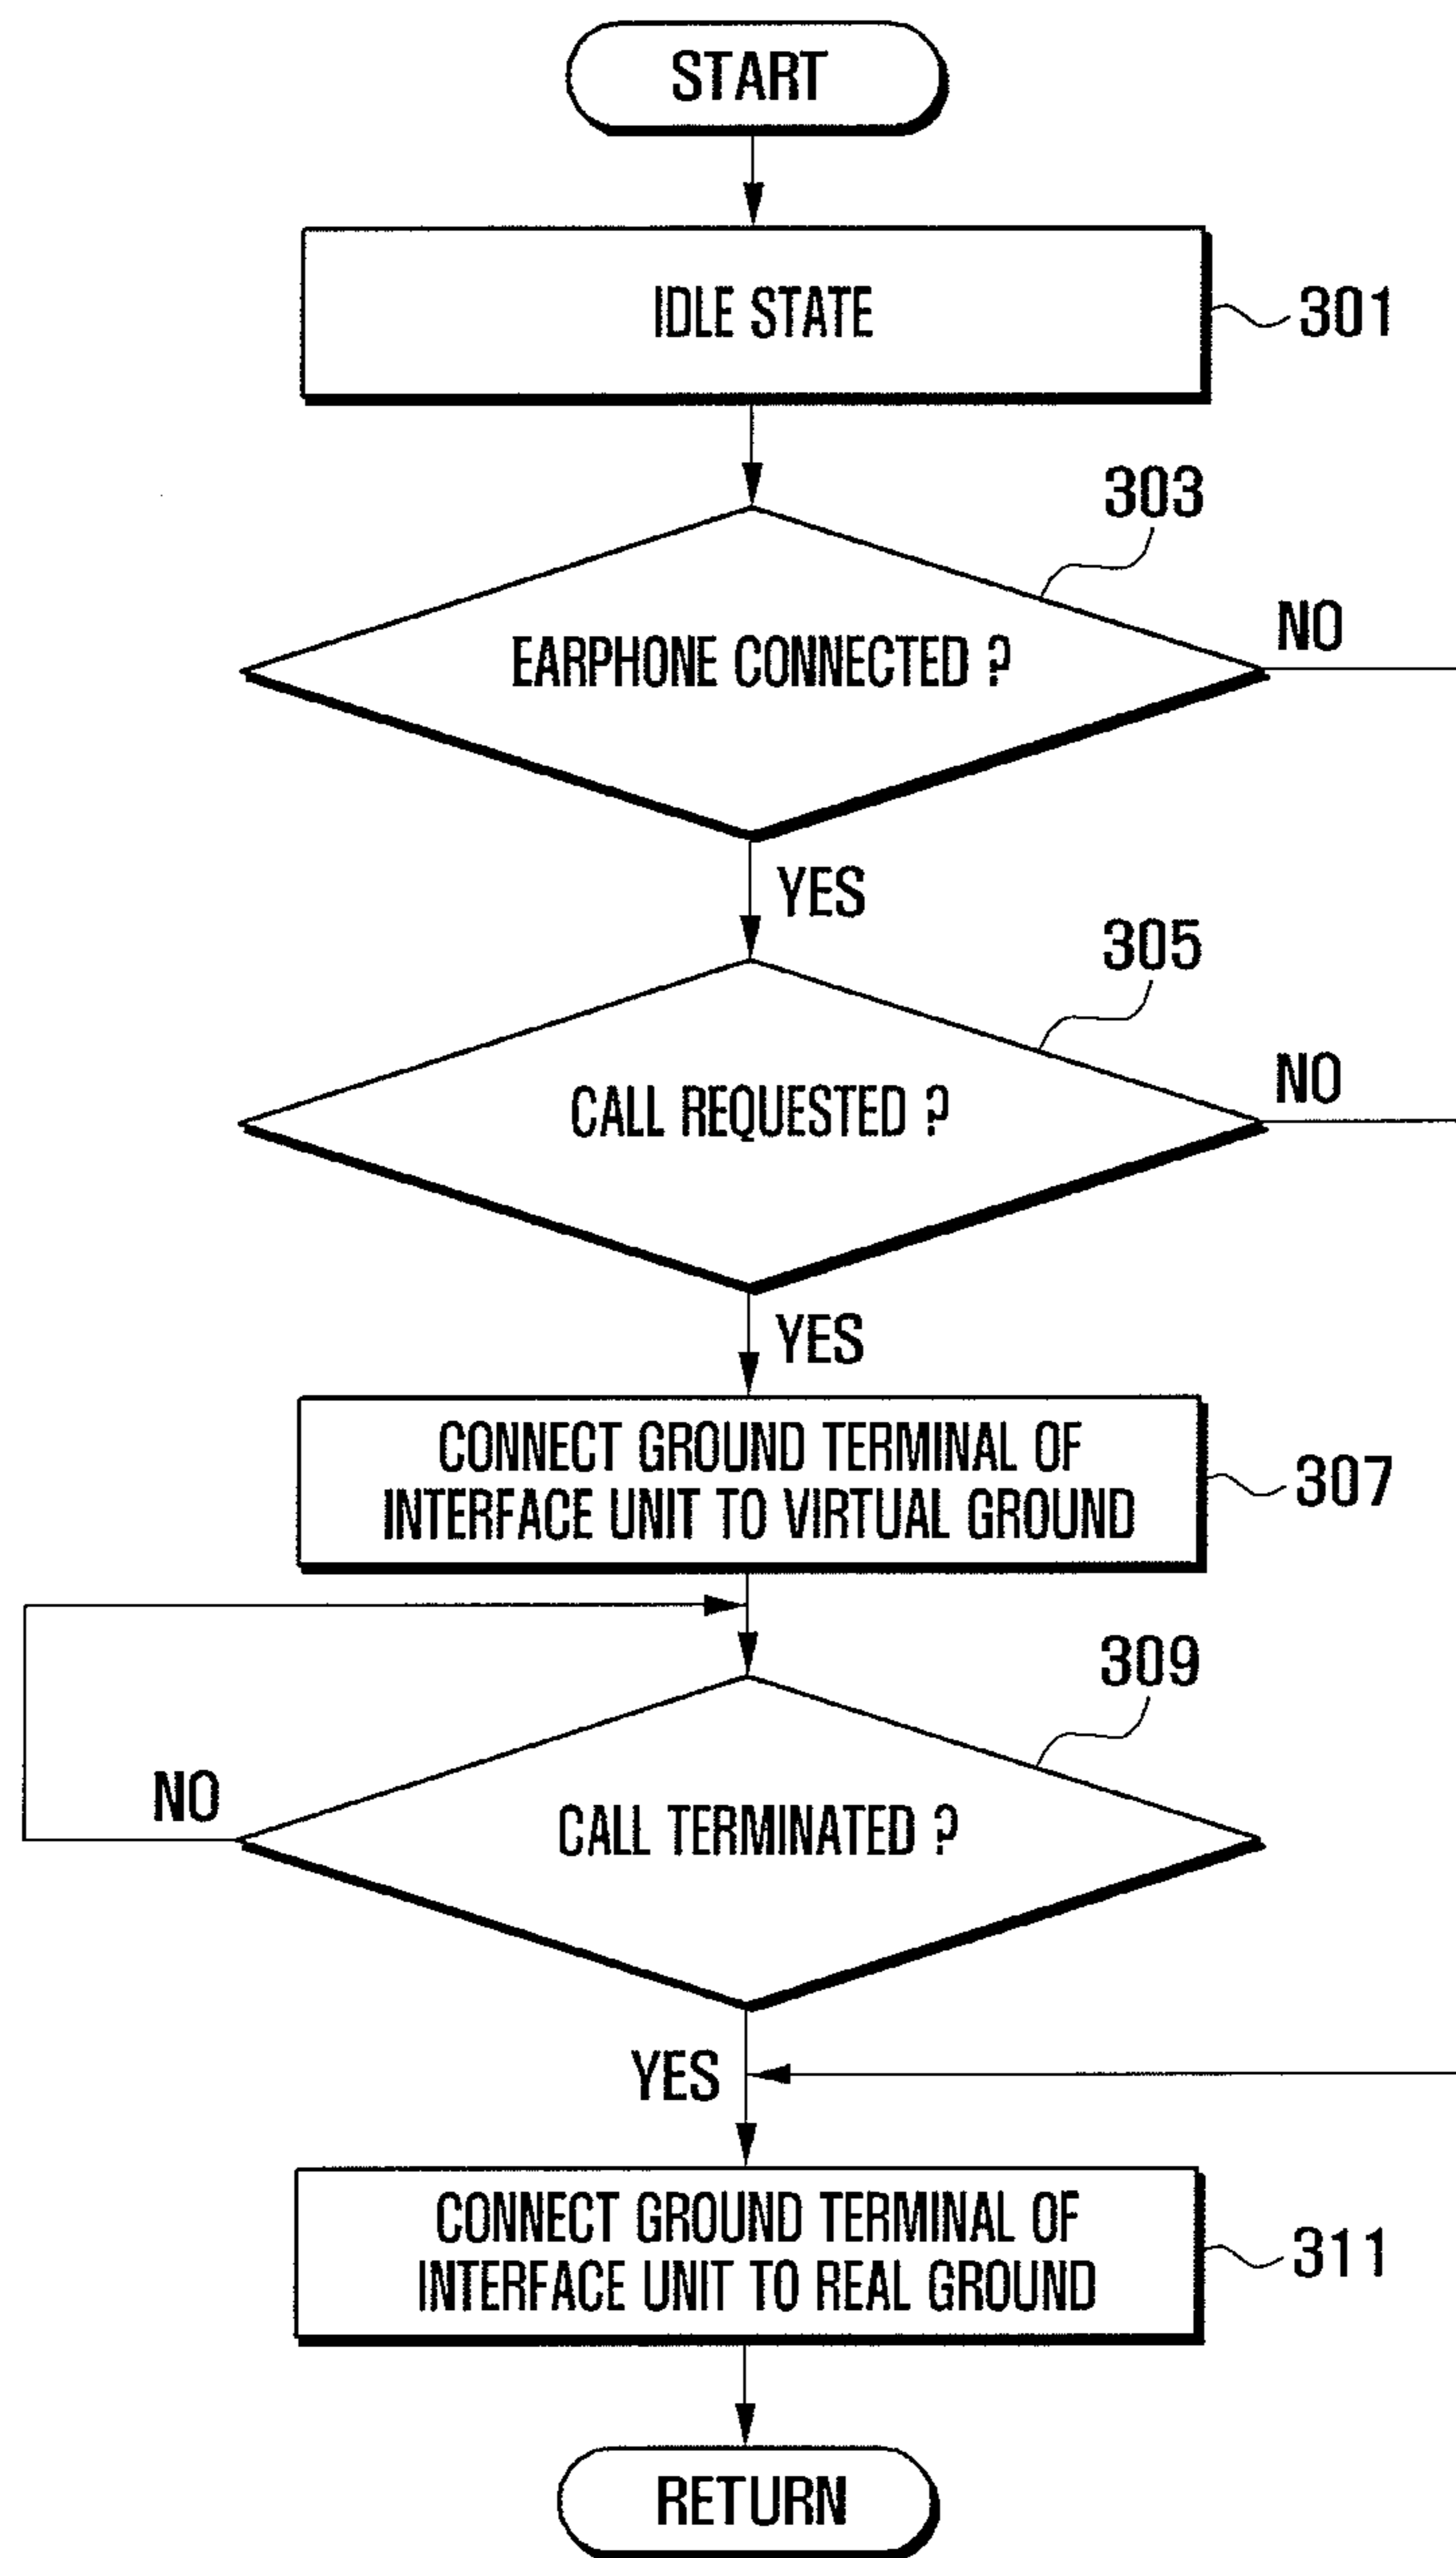 START
IDLE STATE
301
303
EARPHONE CONNECTED ?
NO
YES
305
CALL REQUESTED ?
NO
YES
CONNECT GROUND TERMINAL OF
INTERFACE UNIT TO VIRTUAL GROUND
307
309
NO
CALL TERMINATED ?
YES
CONNECT GROUND TERMINAL OF
INTERFACE UNIT TO REAL GROUND
311
RETURN